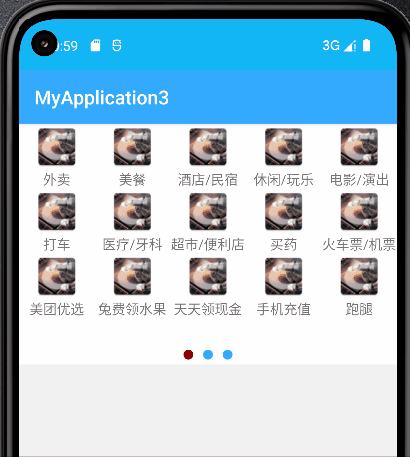 :59 3G
MyApplication3
外卖 美餐 酒店/民宿 休闲/玩乐 电影/演出
打车 医疗/牙科 超市/便利店 买药 火车票/机票
美团优选 免费领水果 天天领现金 手机充值 跑腿